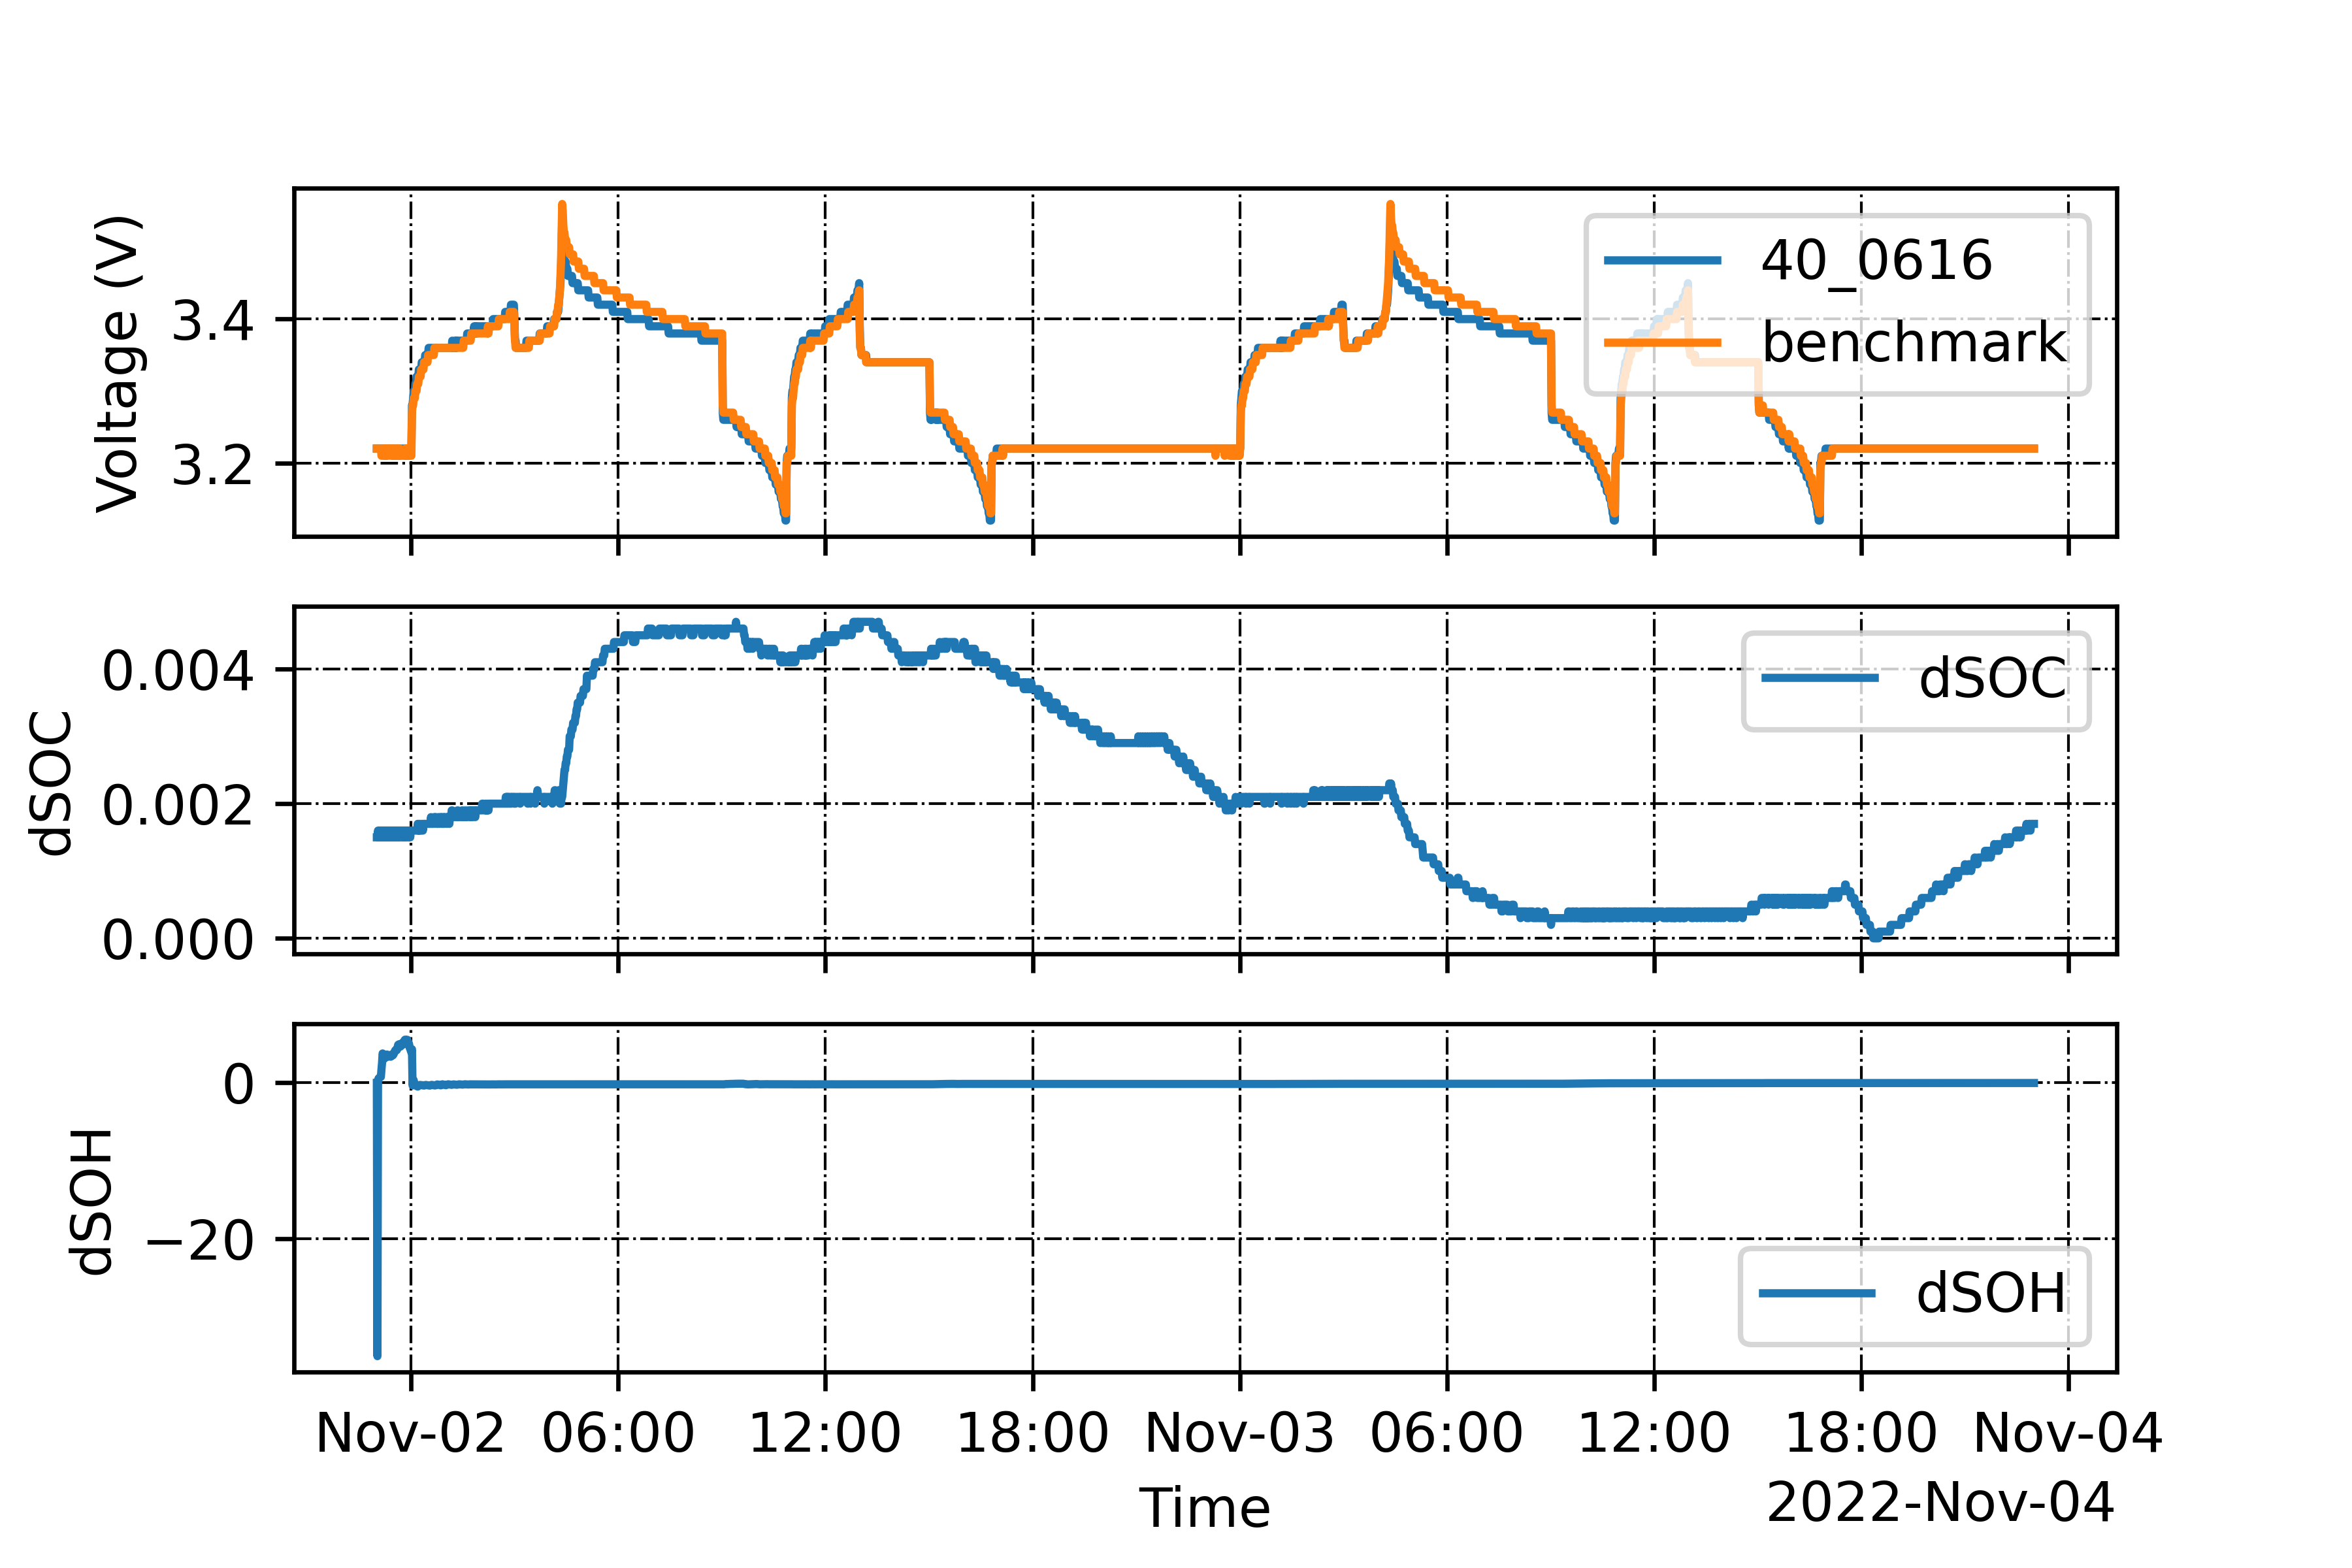 Voltage (V)
3.4
3.2
40_0616
benchmark
dSOC
0.004
0.002
0.000
dSOC
dSOH
0
−20
dSOH
Nov-02 06:00 12:00 18:00 Nov-03 06:00 12:00 18:00 Nov-04
Time
2022-Nov-04